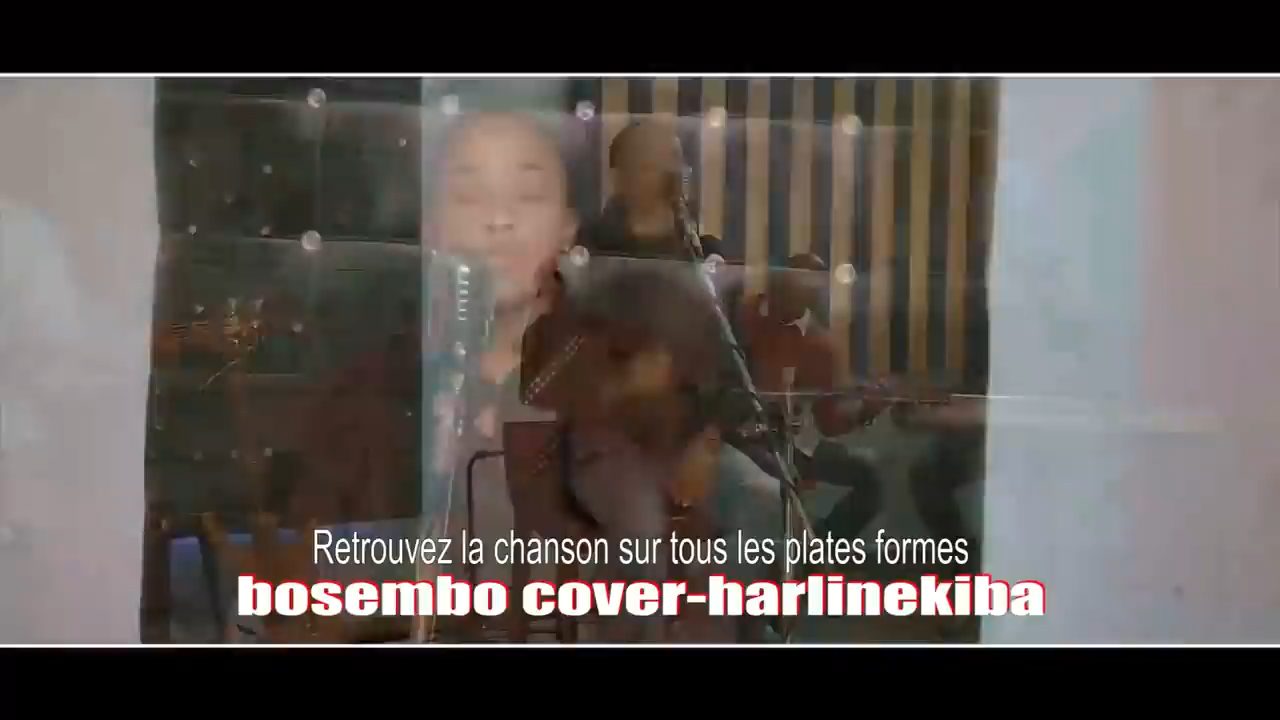 Retrouvez la chanson sur tous les plates formes
bosembo cover-harlinekiba